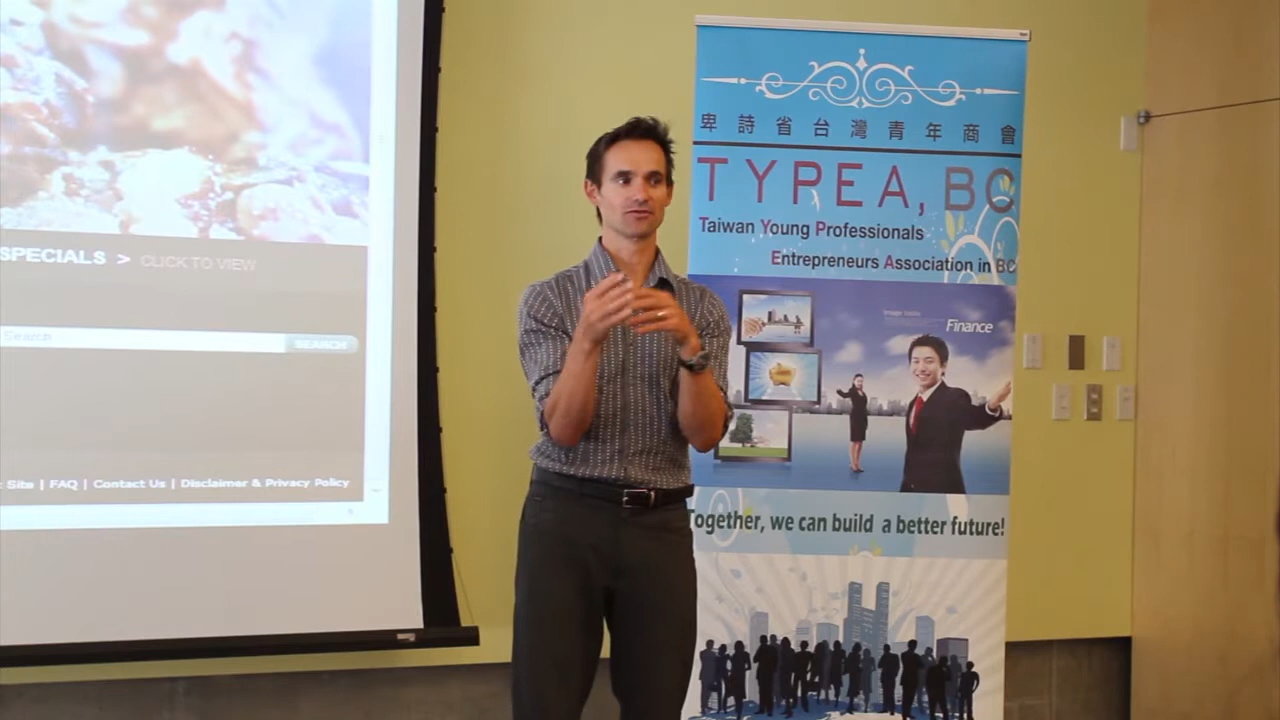 SPECIALS > CLICK TO VIEW
Search
SEARCH
Site | FAQ | Contact Us | Disclaimer & Privacy Policy
卑詩省台灣青年商會
TYPEA, BC
Taiwan Young Professionals
Entrepreneurs Association in BC
Finance
Together, we can build a better future!